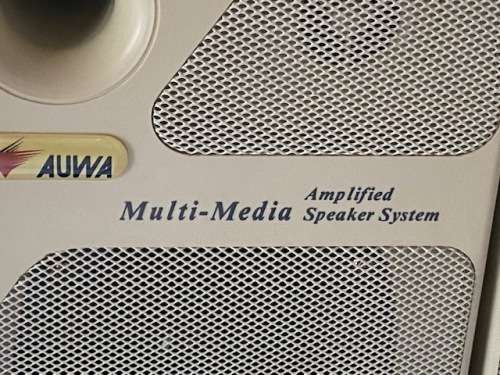 AUWA
Multi-Media Amplified
Speaker System